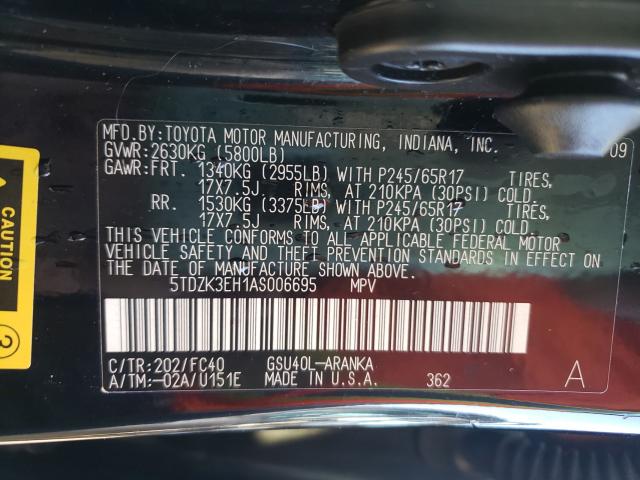 MFD.BY:TOYOTA MOTOR MANUFACTURING, INDIANA, INC. 09
GVWR:2630KG (5800LB)
GAWR:FRT. 1340KG (2955LB) WITH P245/65R17 TIRES,
17X7.5J RIMS, AT 210KPA (30PSI) COLD.
RR. 1530KG (3375LB) WITH P245/65R17 TIRES,
17X7.5J RIMS, AT 210KPA (30PSI) COLD.
THIS VEHICLE CONFORMS TO ALL APPLICABLE FEDERAL MOTOR
VEHICLE SAFETY AND THEFT PREVENTION STANDARDS IN EFFECT ON
THE DATE OF MANUFACTURE SHOWN ABOVE.
5TDZK3EH1AS006695 MPV
C/TR:202/FC40 GSU40L-ARANKA
A/TM:-02A/U151E MADE IN U.S.A. 362 A
CAUTION